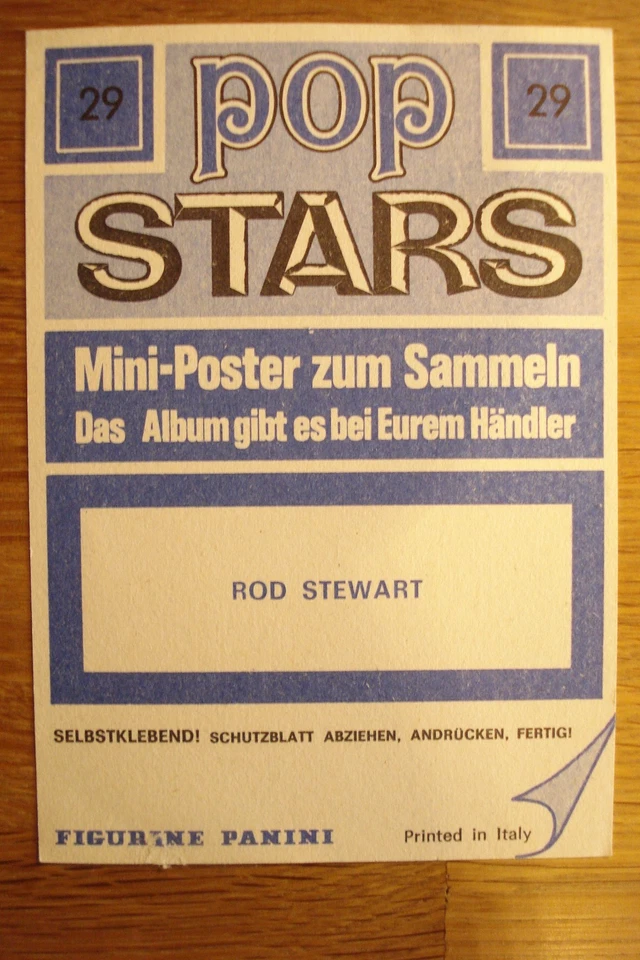 29 pop 29
STARS
Mini-Poster zum Sammeln
Das Album gibt es bei Eurem Händler
ROD STEWART
SELBSTKLEBEND! SCHUTZBLATT ABZIEHEN, ANDRÜCKEN, FERTIG!
FIGURINE PANINI Printed in Italy